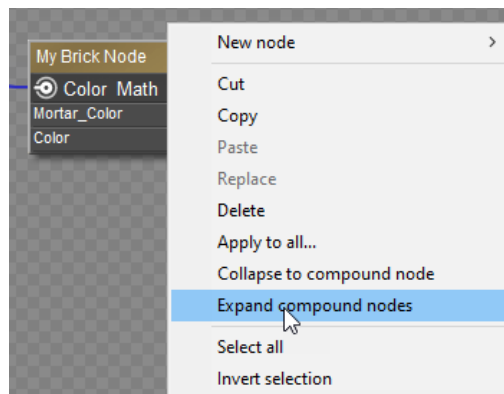 My Brick Node
Color Math
Mortar_Color
Color
New node
Cut
Copy
Paste
Replace
Delete
Apply to all...
Collapse to compound node
Expand compound nodes
Select all
Invert selection